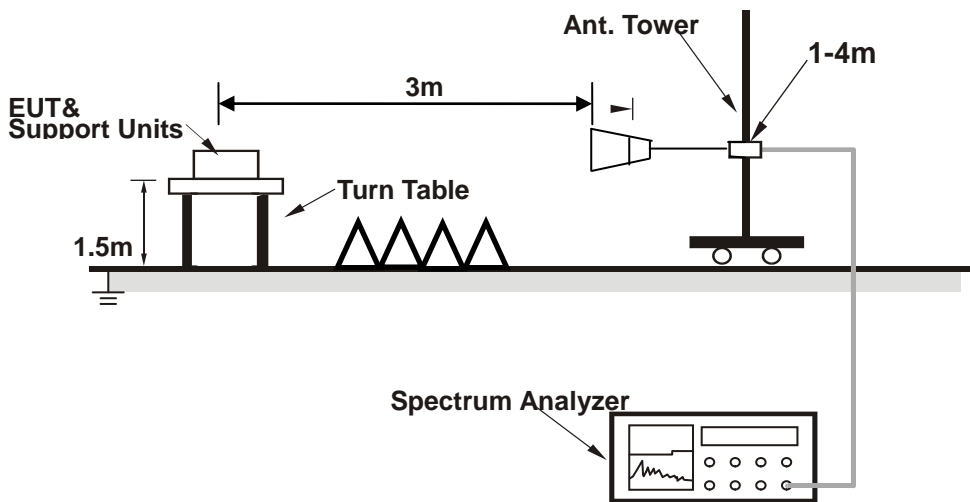 Ant. Tower
1-4m
3m
EUT&
Support Units
Turn Table
1.5m
Spectrum Analyzer